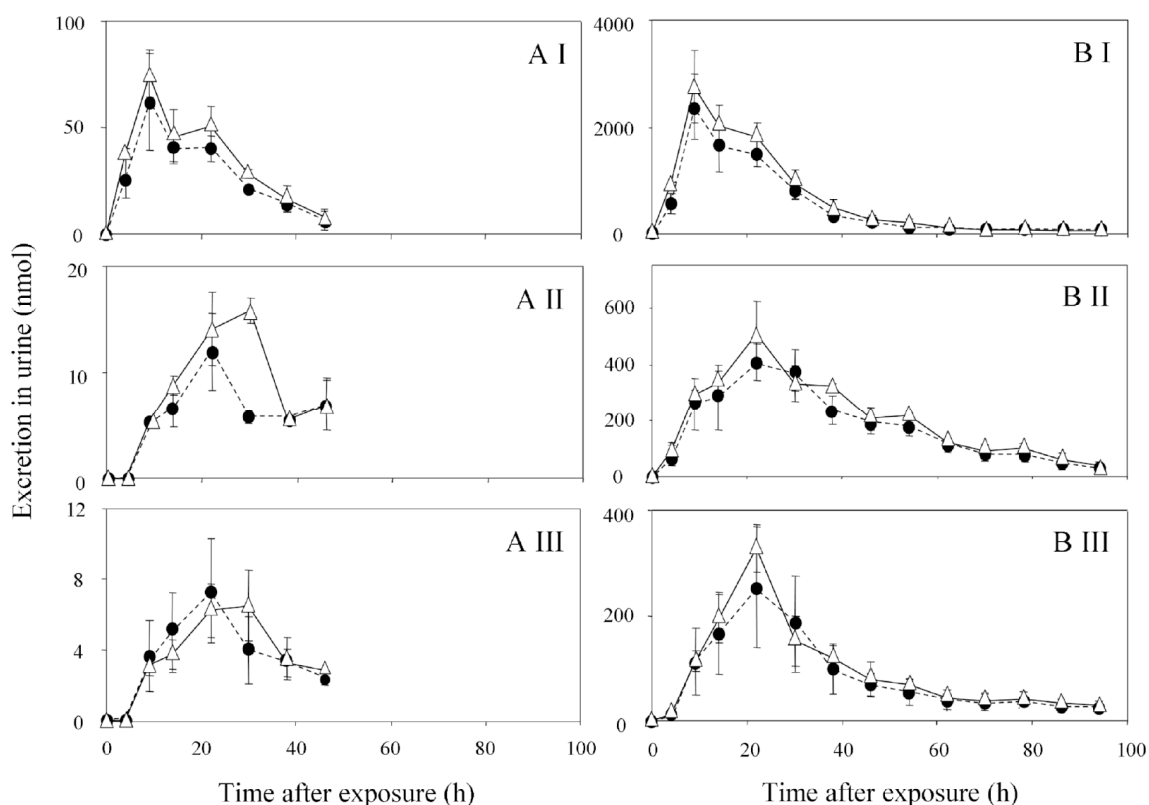 100
50
0
A I
4000
2000
0
B I
20
10
0
A II
600
400
200
0
B II
12
8
4
0
A III
400
200
0
B III
Excretion in urine (nmol)
0 20 40 60 80 100
0 20 40 60 80 100
Time after exposure (h)
Time after exposure (h)